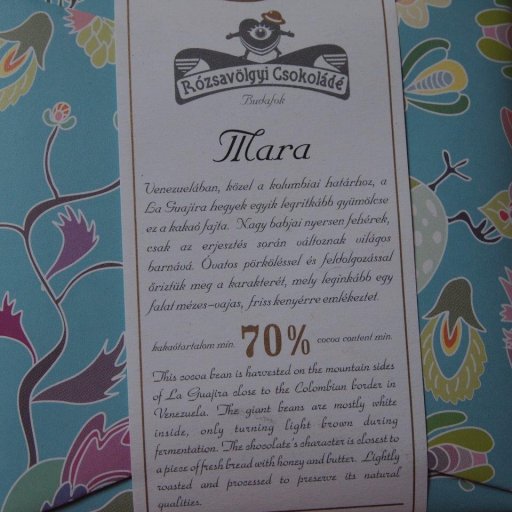 Rózsavölgyi Csokoládé
Budafok
Mara
Venezuelában, közel a kolumbiai határhoz, a
La Guajira hegyek egyik legritkább gyümölcse
ez a kakaó fajta. Nagy babjai nyersen fehérek,
csak az erjesztés során változnak világos
barnává. Óvatos pörköléssel és feldolgozással
őriztük meg a karakterét, mely leginkább egy
falat mézes-vajas, friss kenyérre emlékeztet.
kakaótartalom min. 70% cocoa content min.
This cocoa bean is harvested on the mountain sides
of La Guajira close to the Colombian border in
Venezuela. The giant beans are mostly white
inside, only turning light brown during
fermentation. The chocolate's character is closest to
a piece of fresh bread with honey and butter. Lightly
roasted and processed to preserve its natural
qualities.